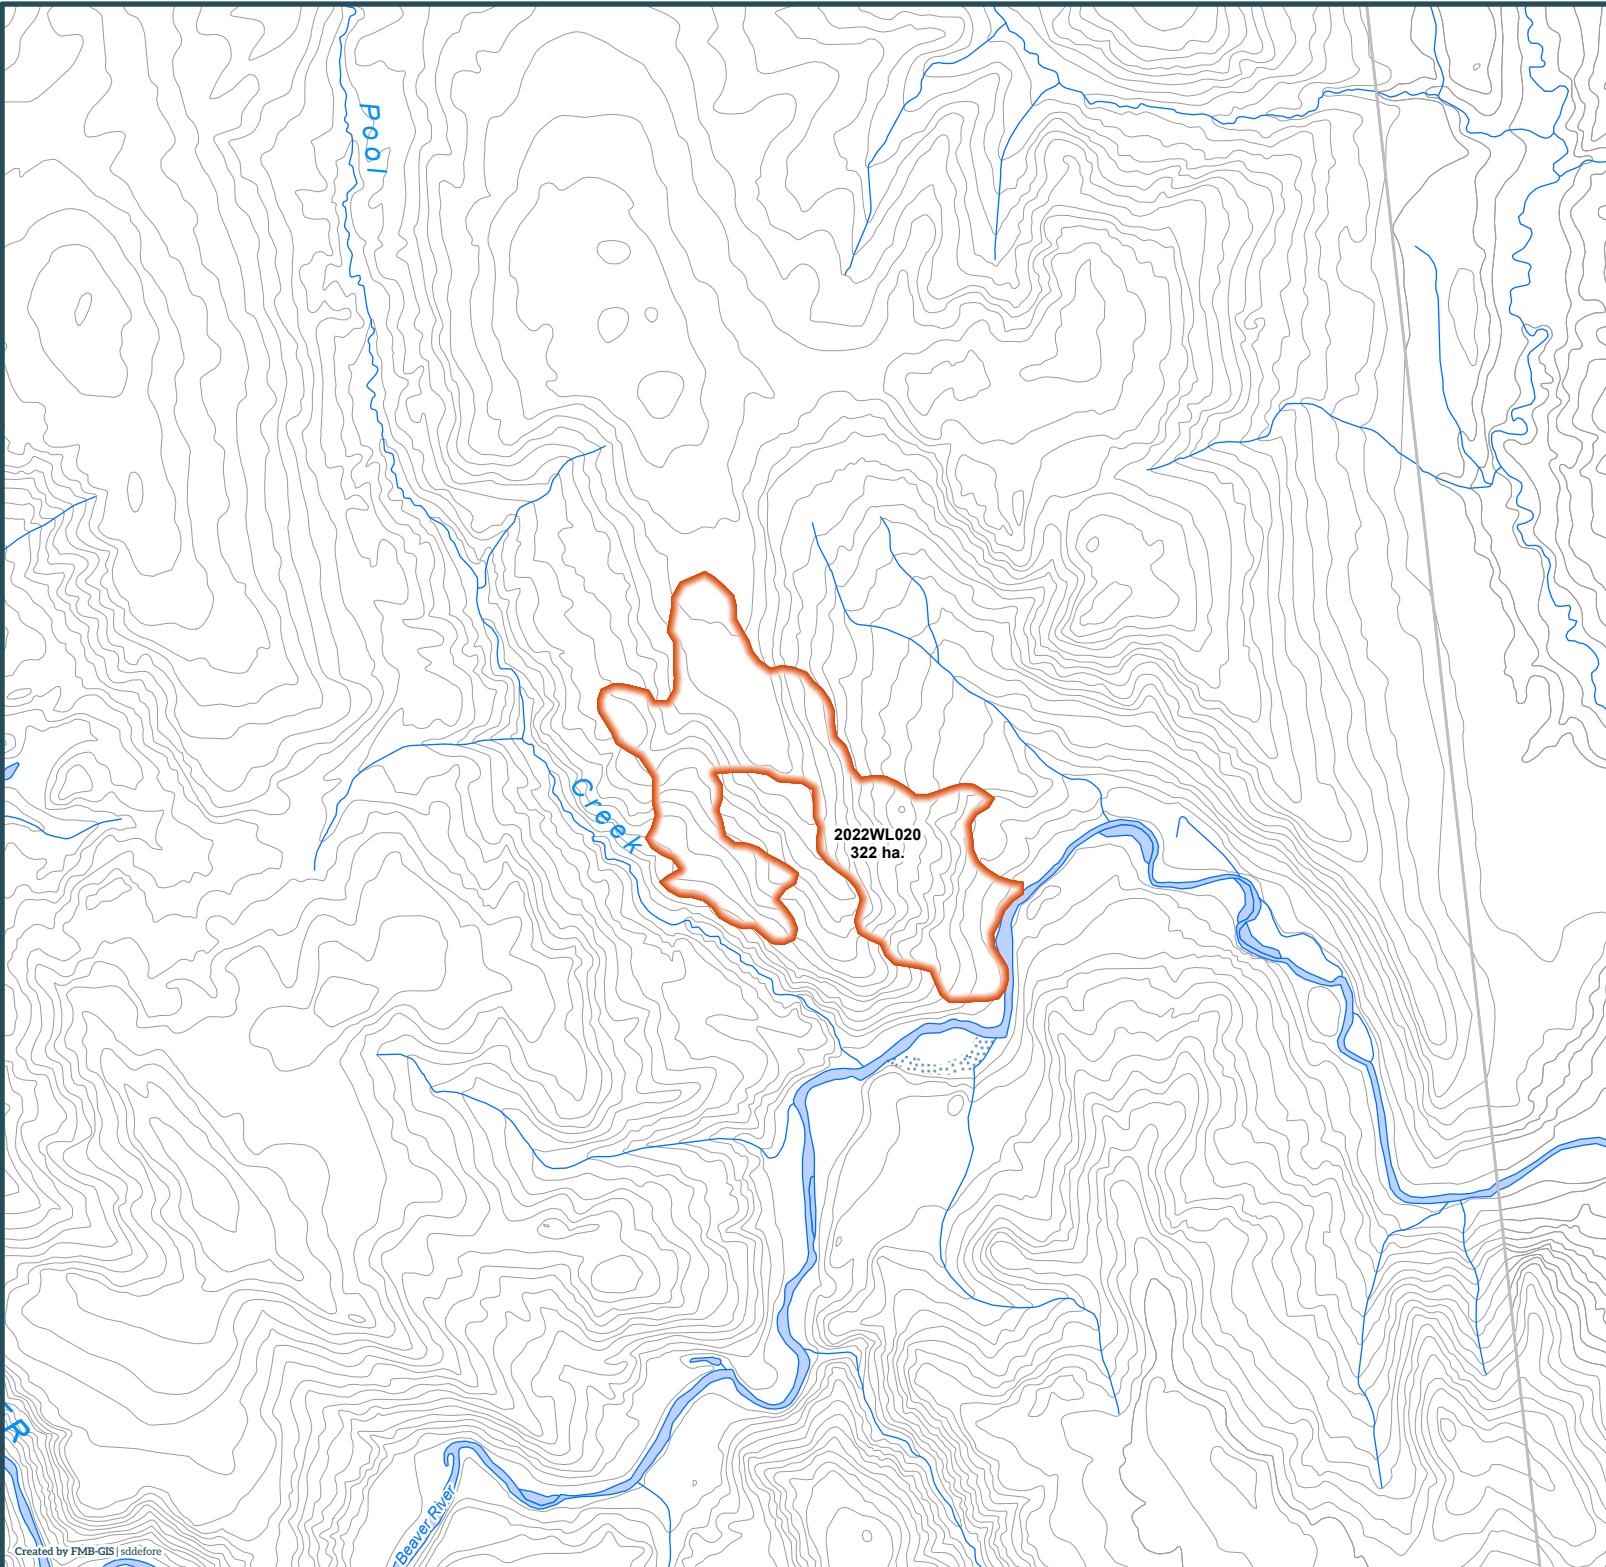 Pool
Creek
2022WL020
322 ha.
R
Beaver River
Created by FMB-GIS | sddefore